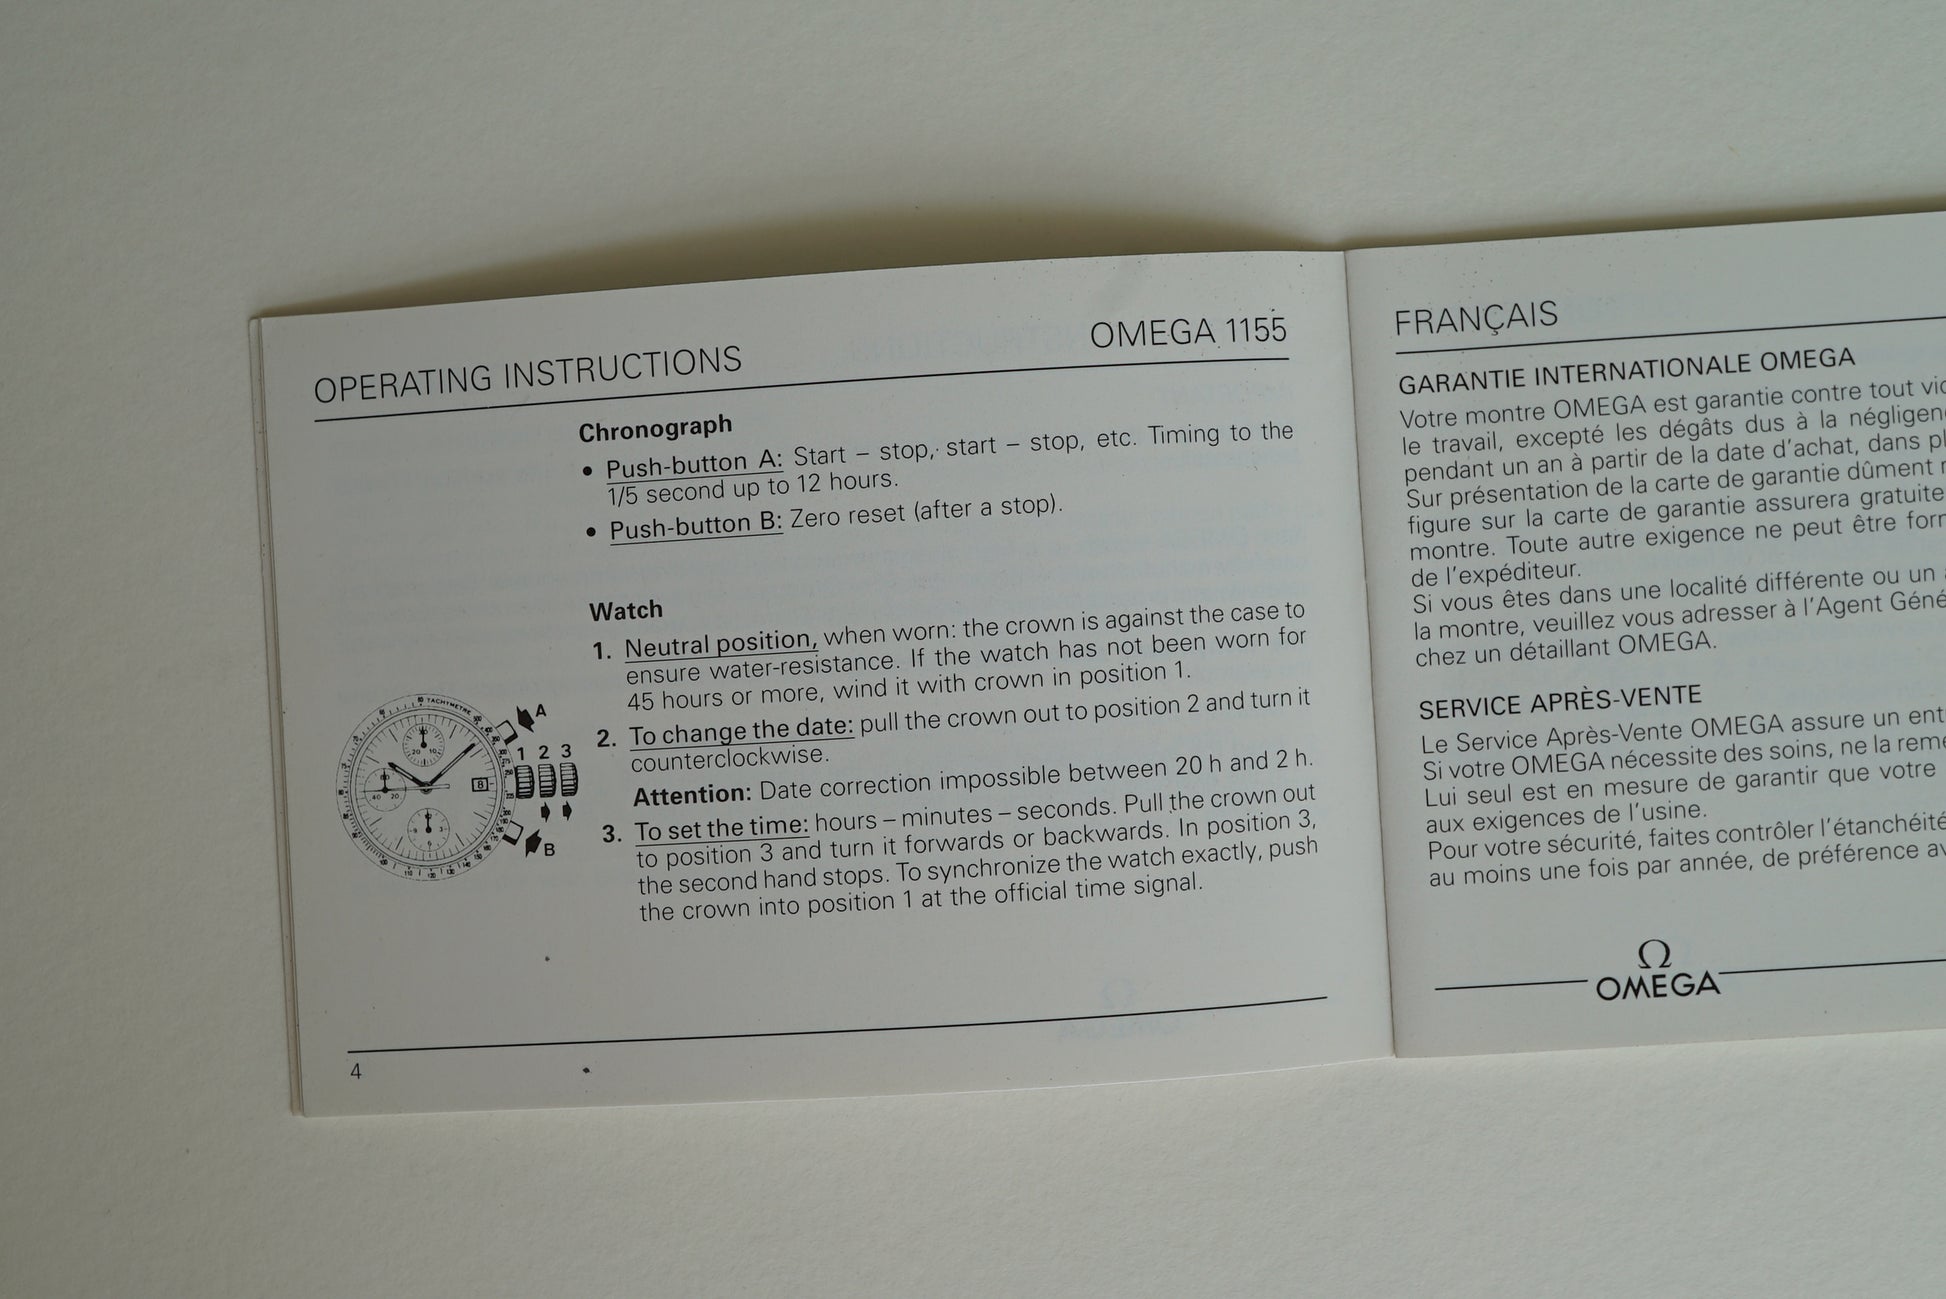 OPERATING INSTRUCTIONS
OMEGA 1155
Chronograph
• Push-button A: Start – stop, start – stop, etc. Timing to the
1/5 second up to 12 hours.
• Push-button B: Zero reset (after a stop).
Watch
1. Neutral position, when worn: the crown is against the case to
ensure water-resistance. If the watch has not been worn for
45 hours or more, wind it with crown in position 1.
2. To change the date: pull the crown out to position 2 and turn it
counterclockwise.
Attention: Date correction impossible between 20 h and 2 h.
3. To set the time: hours – minutes – seconds. Pull the crown out
to position 3 and turn it forwards or backwards. In position 3,
the second hand stops. To synchronize the watch exactly, push
the crown into position 1 at the official time signal.
TACHYMETRE
A
1 2 3
8
B
4
FRANÇAIS
GARANTIE INTERNATIONALE OMEGA
Votre montre OMEGA est garantie contre tout
le travail, excepté les dégâts dus à la
pendant un an à partir de la date d'achat, dans
Sur présentation de la carte de garantie dûment
figure sur la carte de garantie assurera
montre. Toute autre exigence ne peut être
de l'expéditeur.
Si vous êtes dans une localité différente ou un
la montre, veuillez vous adresser à l'Agent
chez un détaillant OMEGA.
SERVICE APRÈS-VENTE
Le Service Après-Vente OMEGA assure un
Si votre OMEGA nécessite des soins, ne la
Lui seul est en mesure de garantir que votre
aux exigences de l'usine.
Pour votre sécurité, faites contrôler l'étanchéité
au moins une fois par année, de préférence
Ω
OMEGA